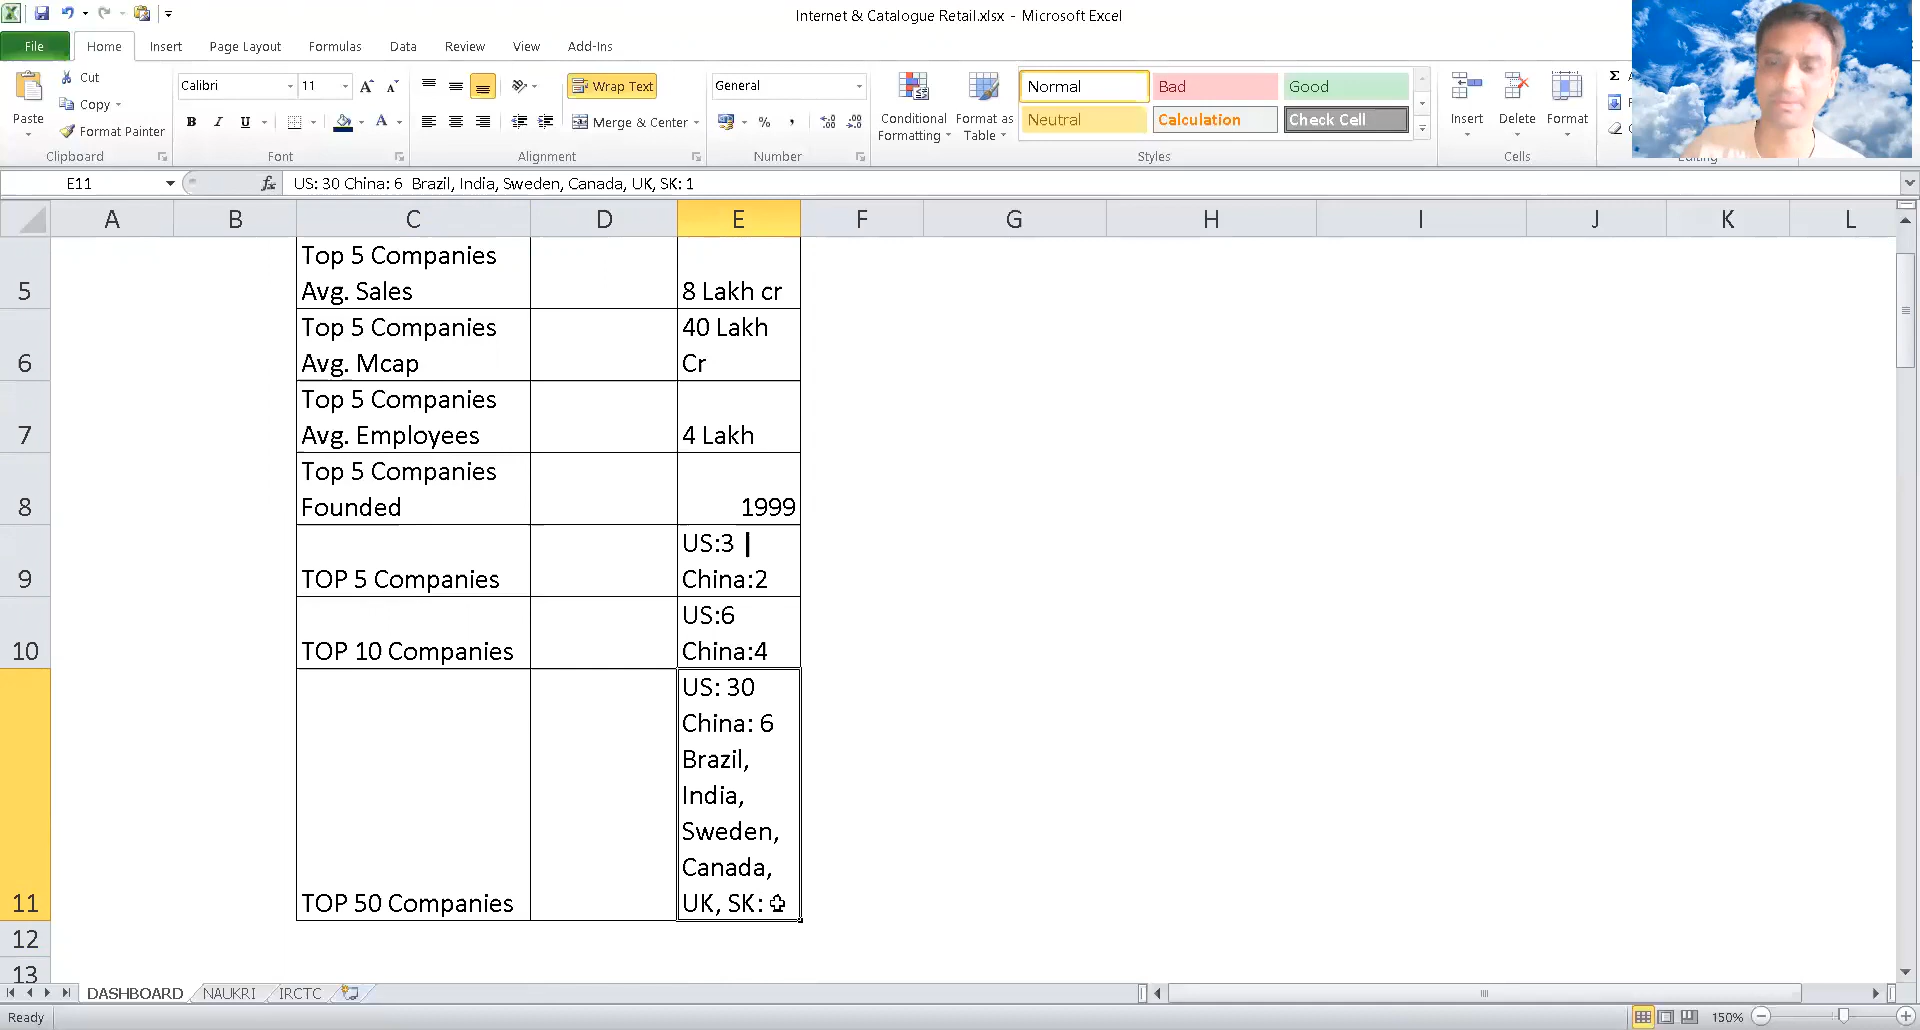 Internet & Catalogue Retail.xlsx - Microsoft Excel
File Home Insert Page Layout Formulas Data Review View Add-Ins
Paste
Cut
Copy
Format Painter
Clipboard
Calibri 11
B I U
Font
Wrap Text
Merge & Center
Alignment
General
%
Number
Conditional Formatting
Format as Table
Normal Bad Good
Neutral Calculation Check Cell
Styles
Insert Delete Format
Cells
Σ
Editing
E11 fx US: 30 China: 6 Brazil, India, Sweden, Canada, UK, SK: 1
A B C D E F G H I J K L
Top 5 Companies
5 Avg. Sales 8 Lakh cr
Top 5 Companies 40 Lakh
6 Avg. Mcap Cr
Top 5 Companies
7 Avg. Employees 4 Lakh
Top 5 Companies
8 Founded 1999
US:3 |
9 TOP 5 Companies China:2
US:6
10 TOP 10 Companies China:4
US: 30
China: 6
Brazil,
India,
Sweden,
Canada,
11 TOP 50 Companies UK, SK:
12
13
DASHBOARD NAUKRI IRCTC
Ready 150%